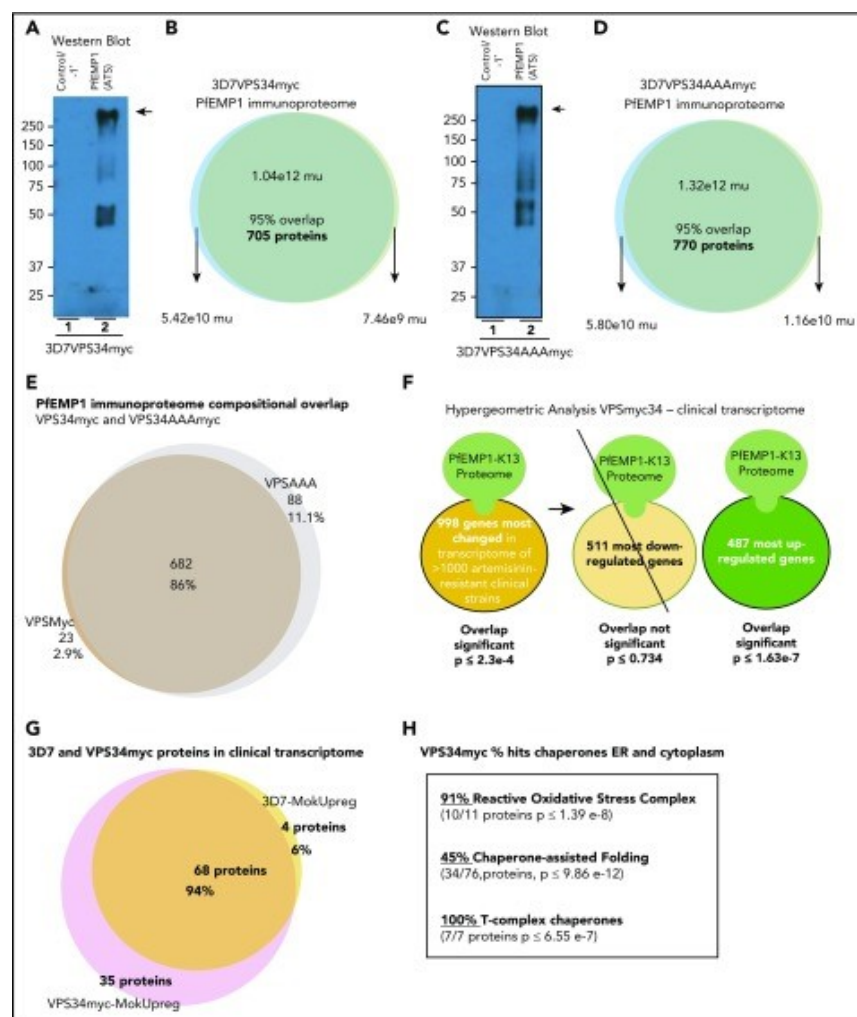 A
Western Blot
Control/
-1°
PfEMP1
(ATS)
250
150
100
75
50
37
25
1 2
3D7VPS34myc
B
3D7VPS34myc
PfEMP1 immunoproteome
1.04e12 mu
95% overlap
705 proteins
5.42e10 mu
7.46e9 mu
C
Western Blot
Control/
-1°
PfEMP1
(ATS)
250
150
100
75
50
37
25
1 2
3D7VPS34AAAmyc
D
3D7VPS34AAAmyc
PfEMP1 immunoproteome
1.32e12 mu
95% overlap
770 proteins
5.80e10 mu
1.16e10 mu
E
PfEMP1 immunoproteome compositional overlap
VPS34myc and VPS34AAAmyc
VPSAAA
88
11.1%
682
86%
VPSMyc
23
2.9%
F
Hypergeometric Analysis VPSmyc34 – clinical transcriptome
PfEMP1-K13
Proteome
998 genes most
changed in
transcriptome of
>1000 artemisinin-
resistant clinical
strains
Overlap
significant
p ≤ 2.3e-4
PfEMP1-K13
Proteome
511 most down-
regulated genes
Overlap not
significant
p ≤ 0.734
PfEMP1-K13
Proteome
487 most up-
regulated genes
Overlap
significant
p ≤ 1.63e-7
G
3D7 and VPS34myc proteins in clinical transcriptome
3D7-MokUpreg
4 proteins
6%
68 proteins
94%
35 proteins
VPS34myc-MokUpreg
H
VPS34myc % hits chaperones ER and cytoplasm
91% Reactive Oxidative Stress Complex
(10/11 proteins p ≤ 1.39 e-8)
45% Chaperone-assisted Folding
(34/76,proteins, p ≤ 9.86 e-12)
100% T-complex chaperones
(7/7 proteins p ≤ 6.55 e-7)